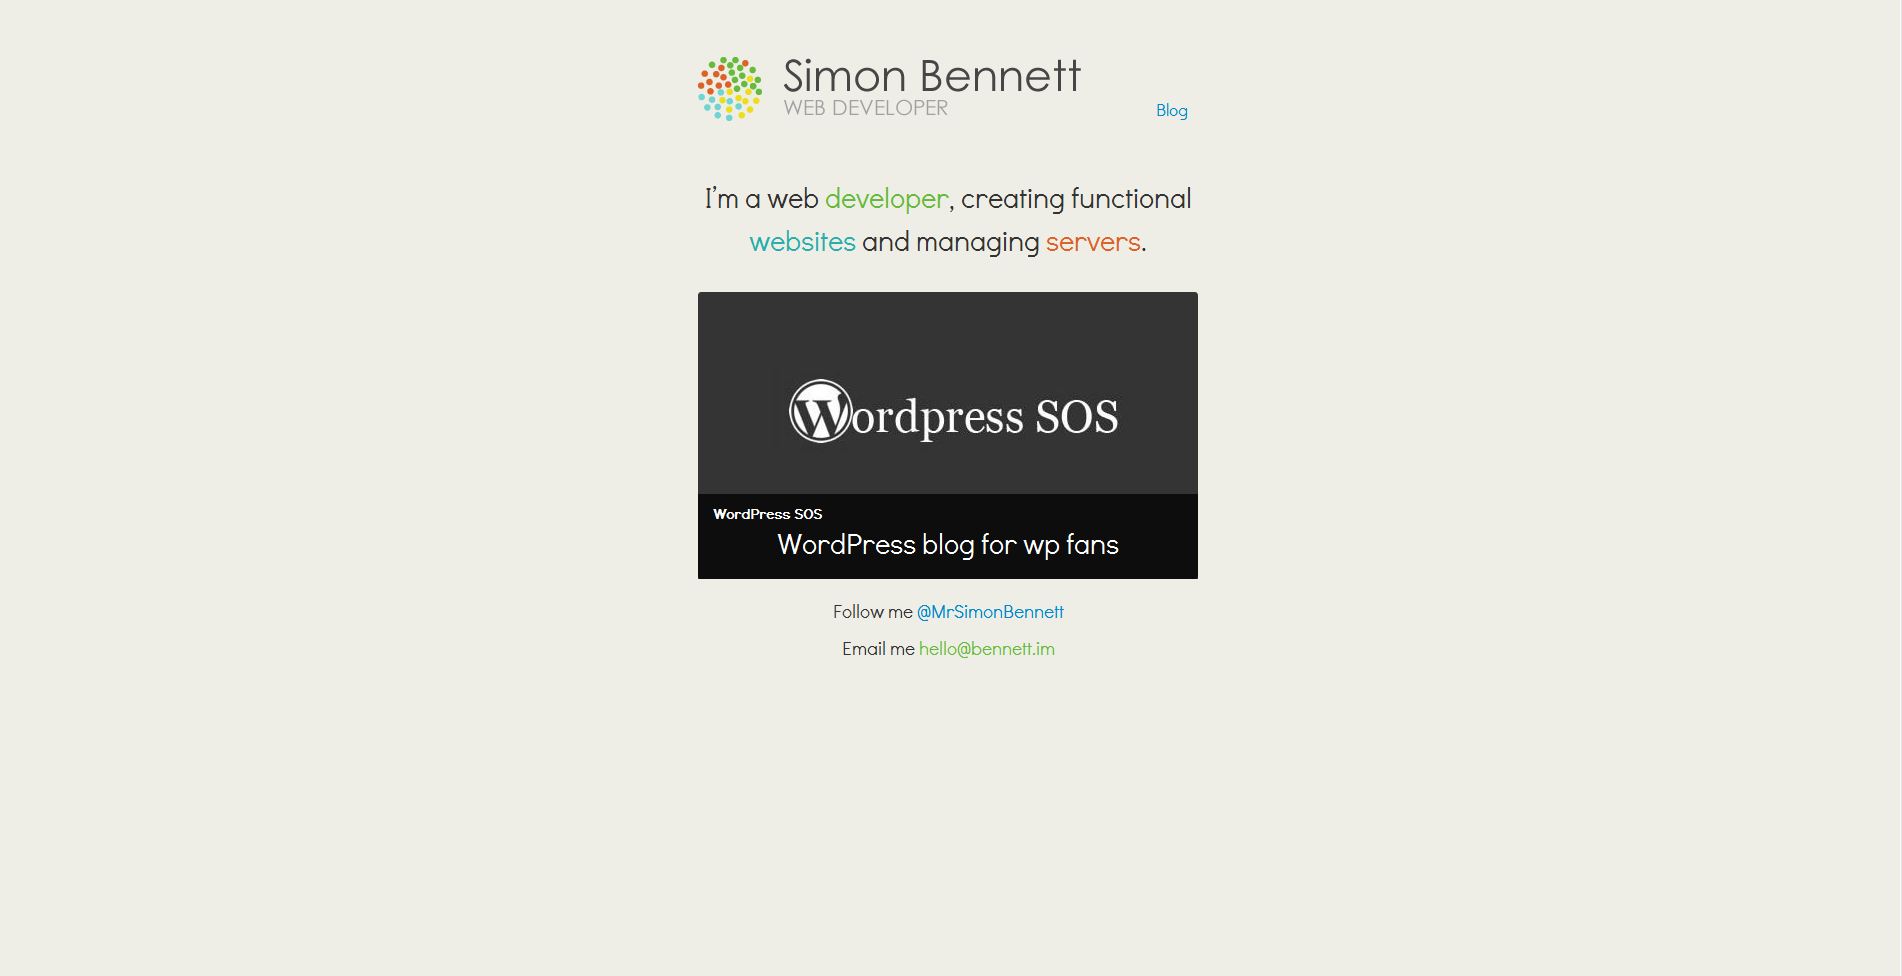 Simon Bennett
WEB DEVELOPER
Blog
I'm a web developer, creating functional
websites and managing servers.
Wordpress SOS
WordPress SOS
WordPress blog for wp fans
Follow me @MrSimonBennett
Email me hello@bennett.im